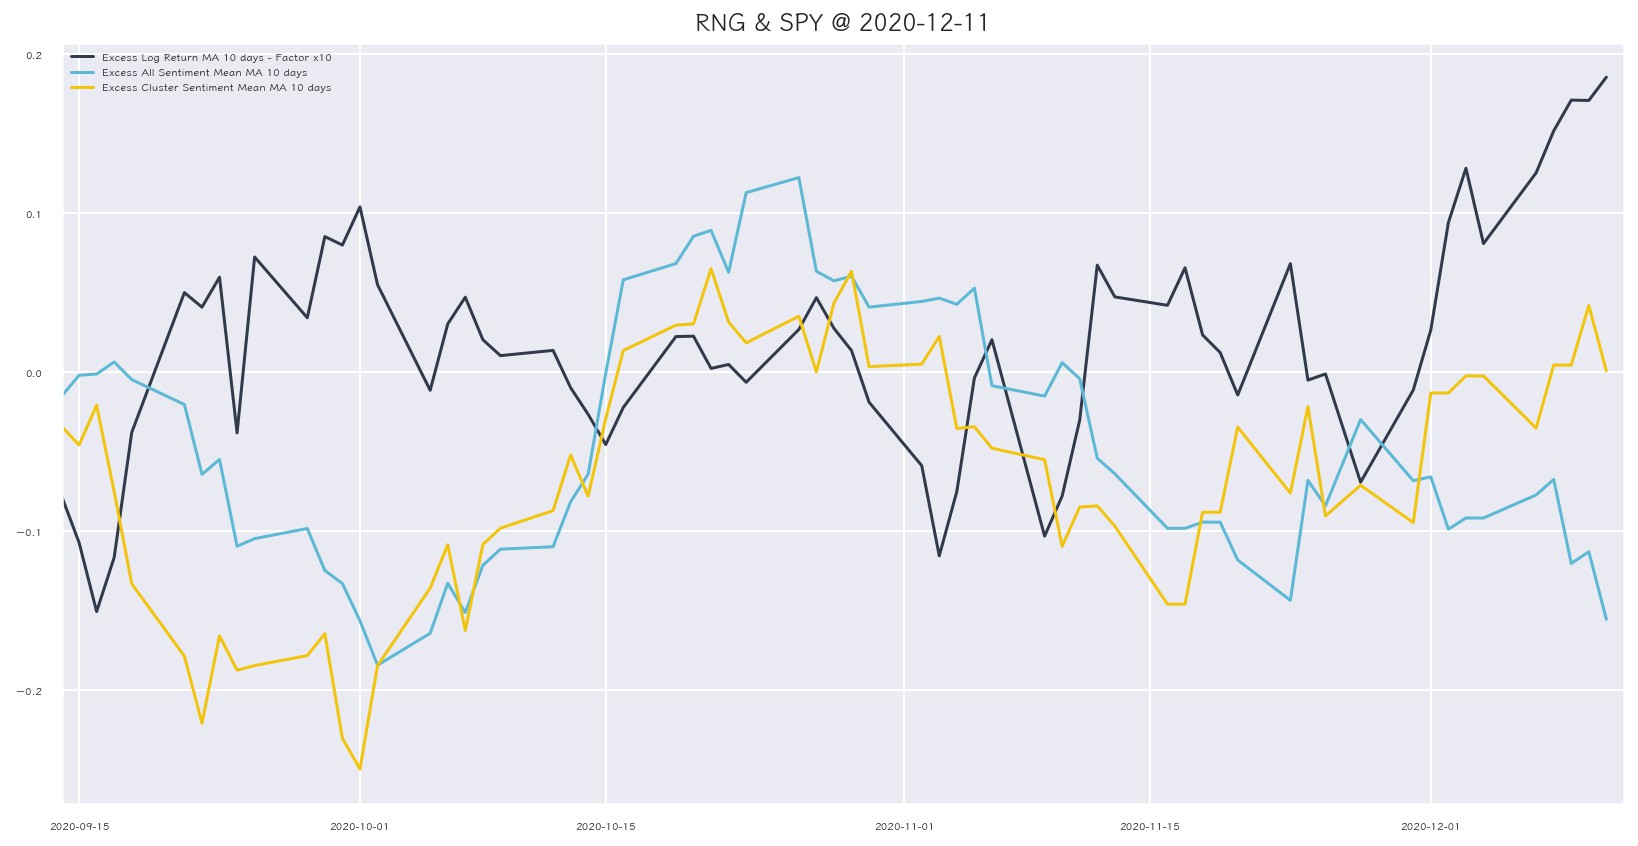 RNG & SPY @ 2020-12-11
Excess Log Return MA 10 days - Factor x10
Excess All Sentiment Mean MA 10 days
Excess Cluster Sentiment Mean MA 10 days
0.2
0.1
0.0
−0.1
−0.2
2020-09-15 2020-10-01 2020-10-15 2020-11-01 2020-11-15 2020-12-01